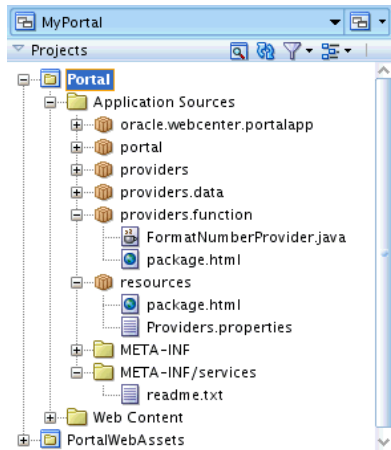 MyPortal
Projects
Portal
Application Sources
oracle.webcenter.portalapp
portal
providers
providers.data
providers.function
FormatNumberProvider.java
package.html
resources
package.html
Providers.properties
META-INF
META-INF/services
readme.txt
Web Content
PortalWebAssets